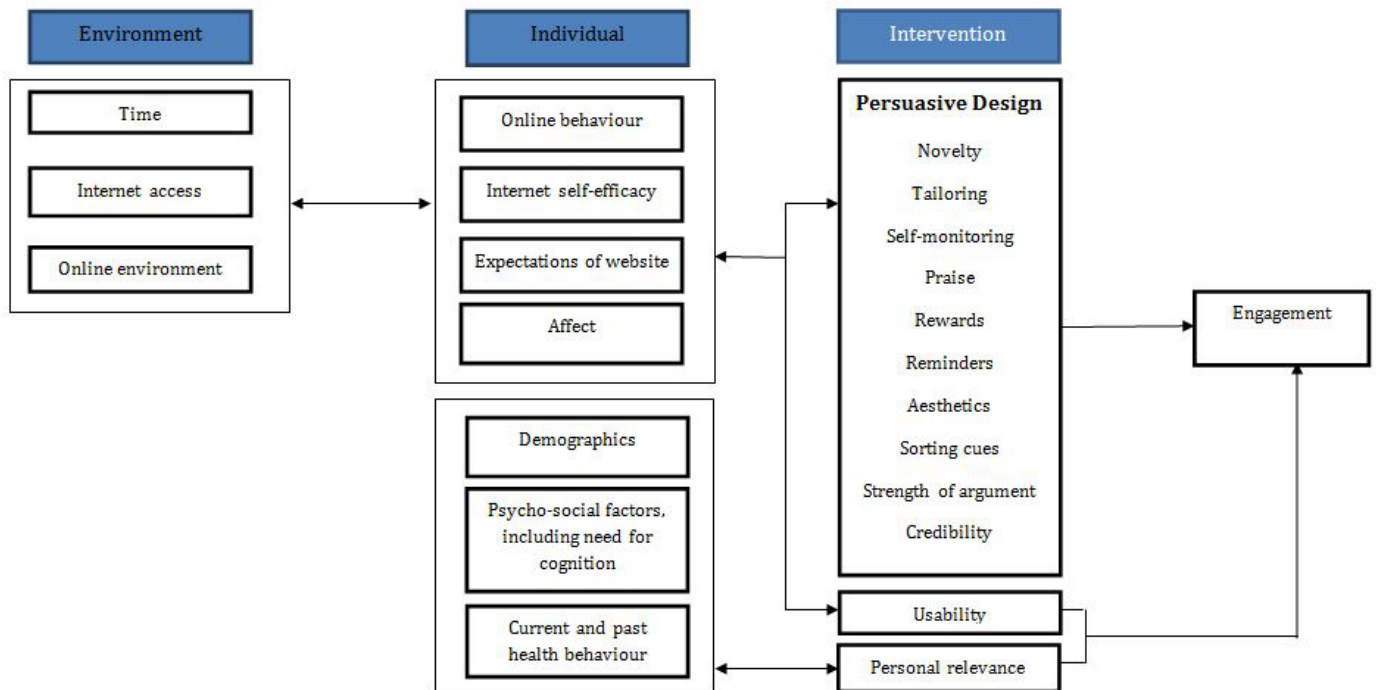 Environment
Individual
Intervention
Time
Internet access
Online environment
Online behaviour
Internet self-efficacy
Expectations of website
Affect
Demographics
Psycho-social factors,
including need for
cognition
Current and past
health behaviour
Persuasive Design
Novelty
Tailoring
Self-monitoring
Praise
Rewards
Reminders
Aesthetics
Sorting cues
Strength of argument
Credibility
Usability
Personal relevance
Engagement